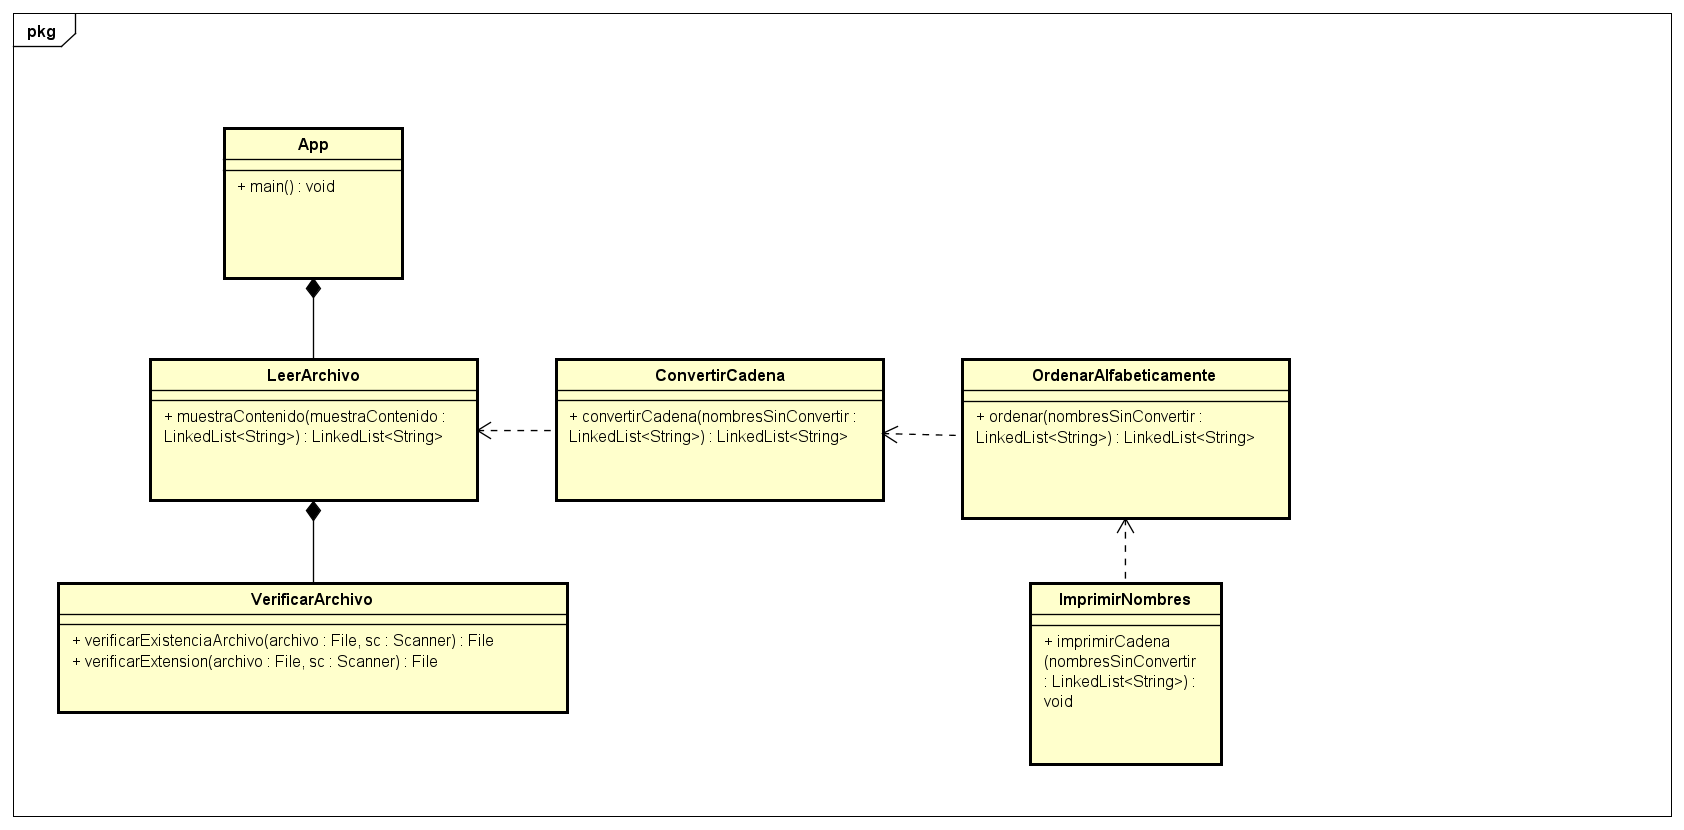 pkg
App
+ main() : void
LeerArchivo
+ muestraContenido(muestraContenido :
LinkedList<String>) : LinkedList<String>
ConvertirCadena
+ convertirCadena(nombresSinConvertir :
LinkedList<String>) : LinkedList<String>
OrdenarAlfabeticamente
+ ordenar(nombresSinConvertir :
LinkedList<String>) : LinkedList<String>
VerificarArchivo
+ verificarExistenciaArchivo(archivo : File, sc : Scanner) : File
+ verificarExtension(archivo : File, sc : Scanner) : File
ImprimirNombres
+ imprimirCadena
(nombresSinConvertir
: LinkedList<String>) :
void